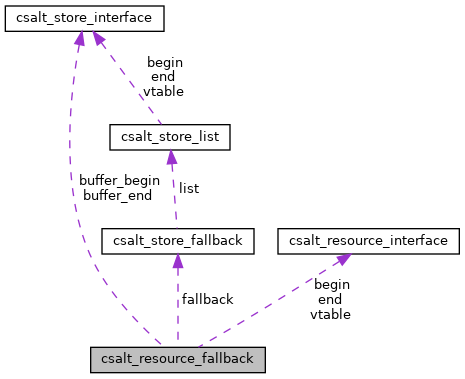 csalt_store_interface
begin
end
vtable
csalt_store_list
buffer_begin
buffer_end
list
csalt_store_fallback
csalt_resource_interface
fallback
begin
end
vtable
csalt_resource_fallback